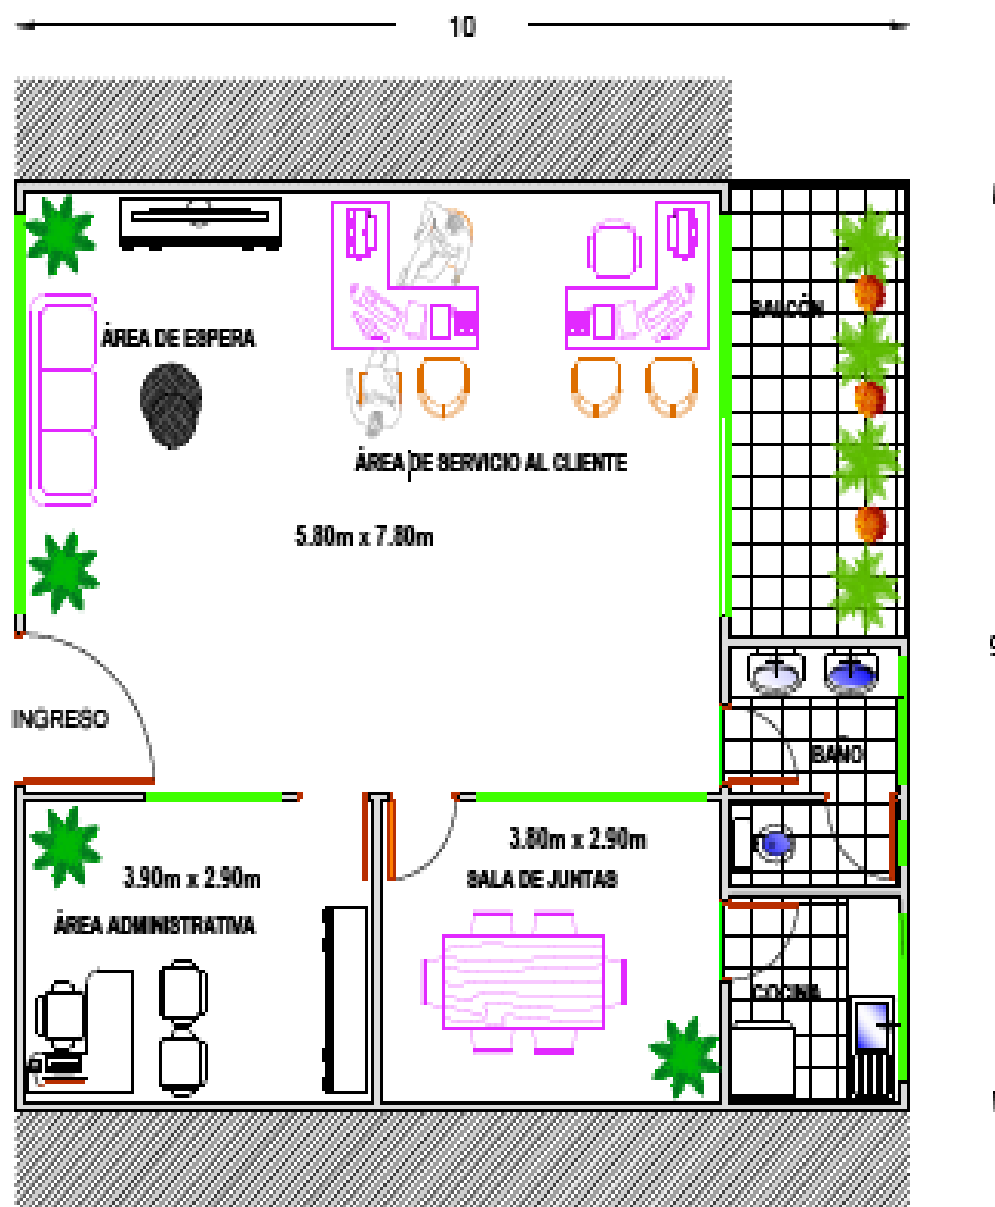 10
BALCÓN
ÁREA DE ESPERA
ÁREA DE SERVICIO AL CLIENTE
5.80m x 7.80m
9
INGRESO
BAÑO
3.80m x 2.90m
SALA DE JUNTAS
3.90m x 2.90m
ÁREA ADMINISTRATIVA
COCINA